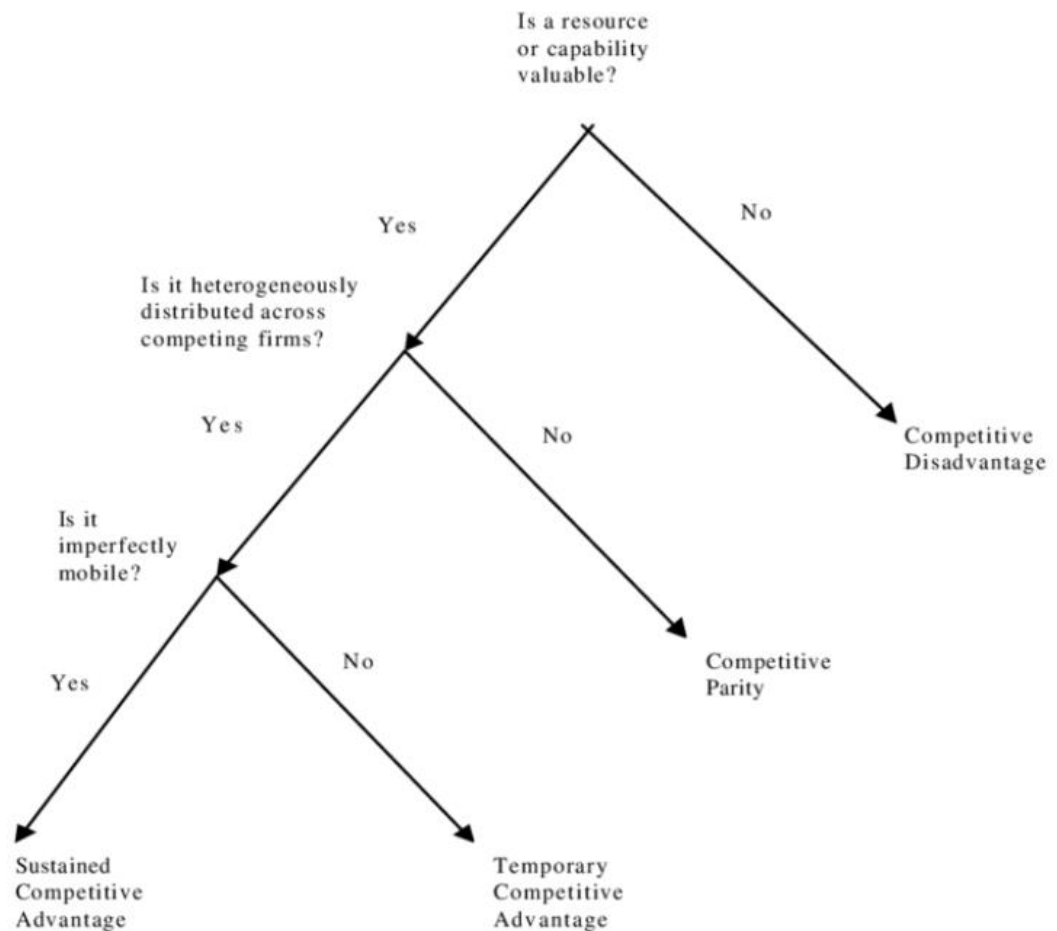 Is a resource
or capability
valuable?
Yes
No
Is it heterogeneously
distributed across
competing firms?
Yes
No
Competitive
Disadvantage
Is it
imperfectly
mobile?
Yes
No
Competitive
Parity
Sustained
Competitive
Advantage
Temporary
Competitive
Advantage